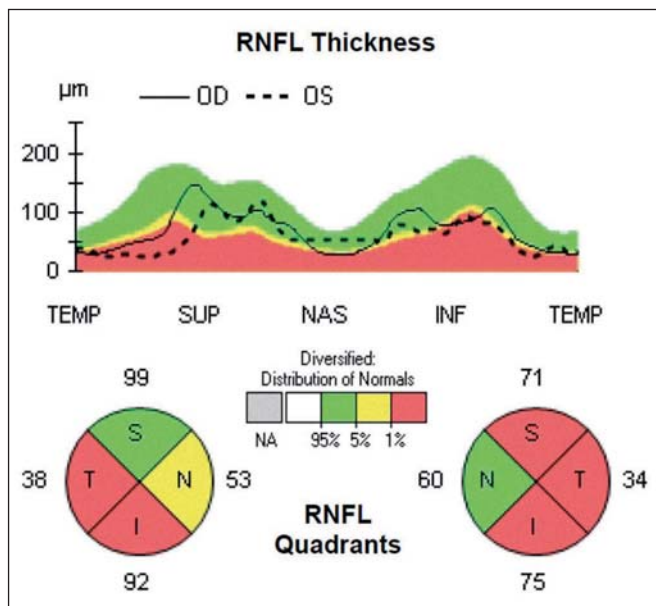 RNFL Thickness
µm
OD OS
200
100
0
TEMP SUP NAS INF TEMP
Diversified:
Distribution of Normals
NA 95% 5% 1%
99
S
38 T N 53
I
92
71
S
60 N T 34
I
75
RNFL
Quadrants